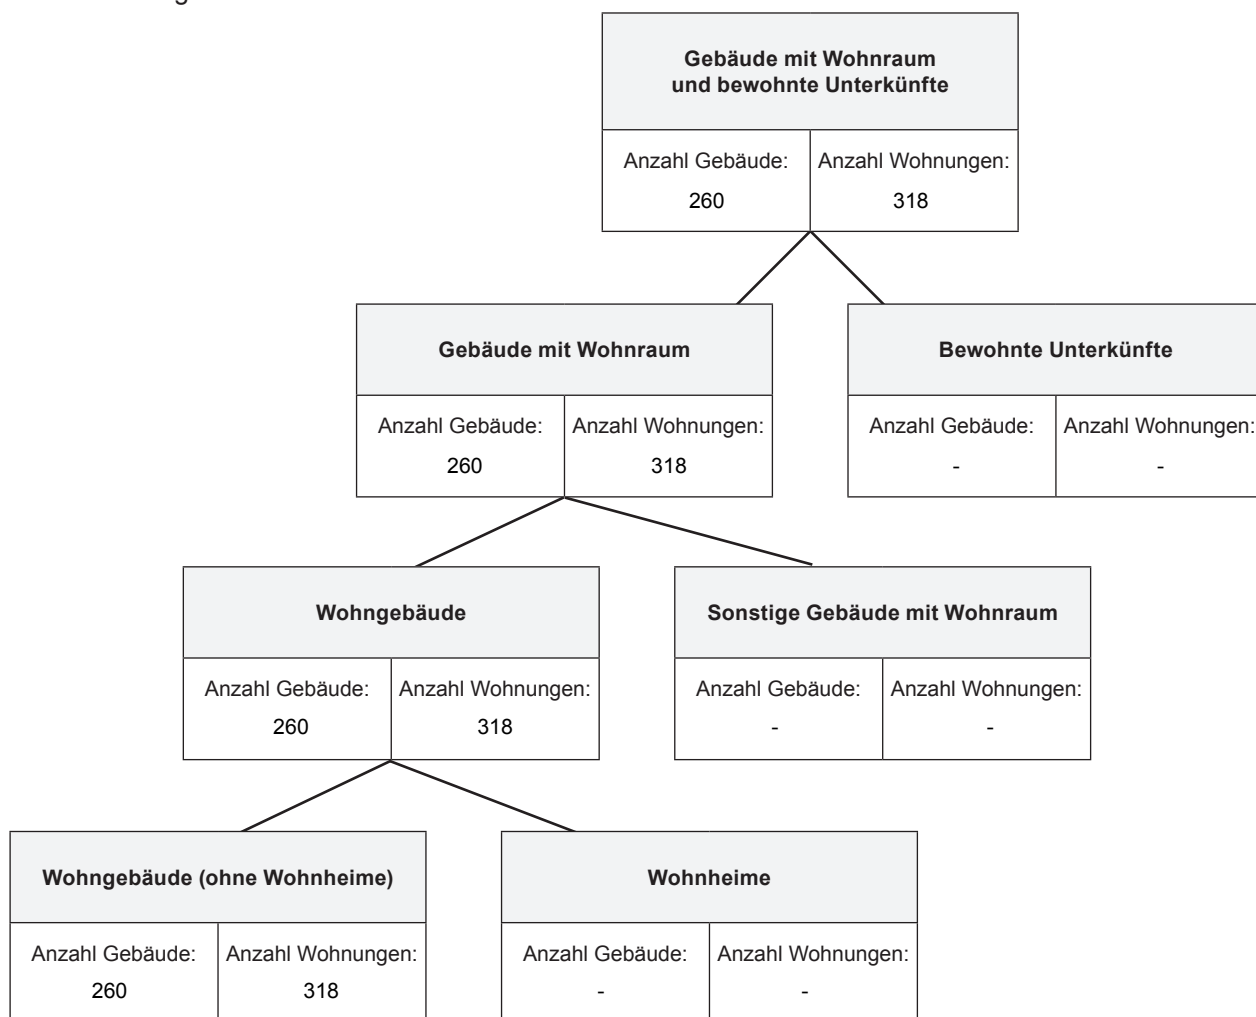 Gebäude mit Wohnraum
und bewohnte Unterkünfte
Anzahl Gebäude: Anzahl Wohnungen:
260 318
Gebäude mit Wohnraum Bewohnte Unterkünfte
Anzahl Gebäude: Anzahl Wohnungen: Anzahl Gebäude: Anzahl Wohnungen:
260 318 - -
Wohngebäude Sonstige Gebäude mit Wohnraum
Anzahl Gebäude: Anzahl Wohnungen: Anzahl Gebäude: Anzahl Wohnungen:
260 318 - -
Wohngebäude (ohne Wohnheime) Wohnheime
Anzahl Gebäude: Anzahl Wohnungen: Anzahl Gebäude: Anzahl Wohnungen:
260 318 - -